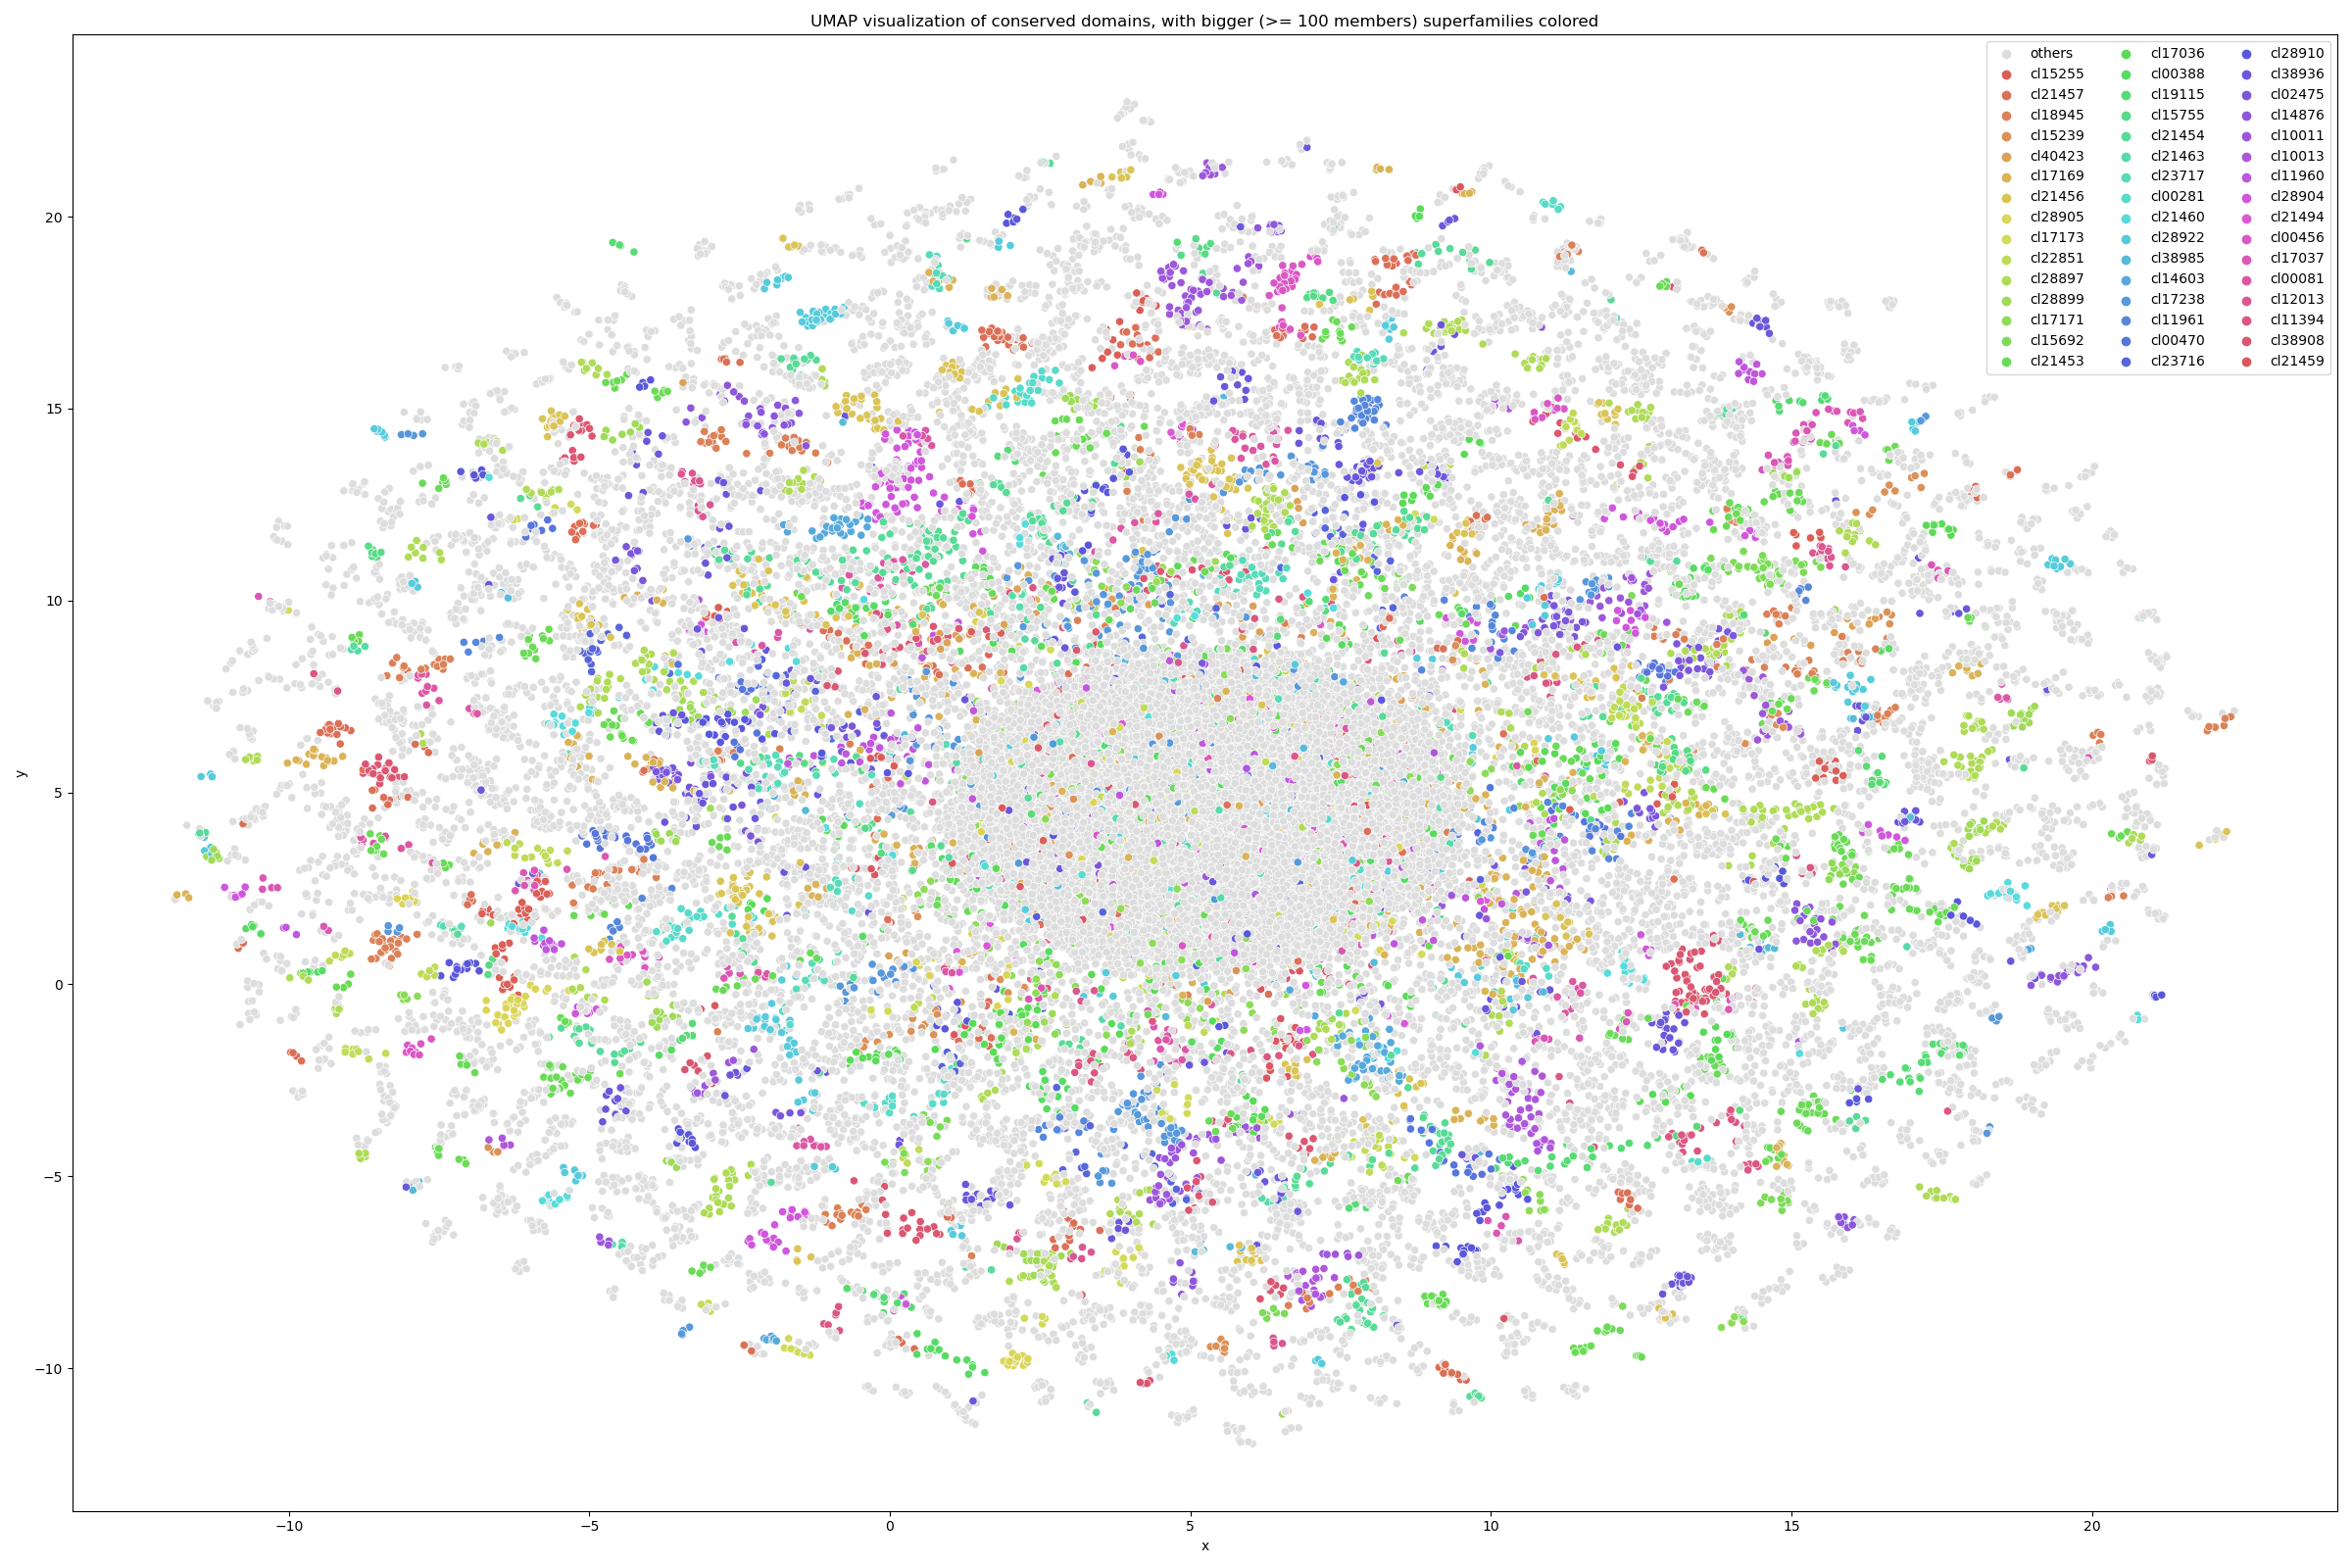 UMAP visualization of conserved domains, with bigger (>= 100 members) superfamilies colored
others cl17036 cl28910
cl15255 cl00388 cl38936
cl21457 cl19115 cl02475
cl18945 cl15755 cl14876
cl15239 cl21454 cl10011
cl40423 cl21463 cl10013
cl17169 cl23717 cl11960
cl21456 cl00281 cl28904
cl28905 cl21460 cl21494
cl17173 cl28922 cl00456
cl22851 cl38985 cl17037
cl28897 cl14603 cl00081
cl28899 cl17238 cl12013
cl17171 cl11961 cl11394
cl15692 cl00470 cl38908
cl21453 cl23716 cl21459
20
15
10
5
0
−5
−10
y
−10 −5 0 5 10 15 20
x